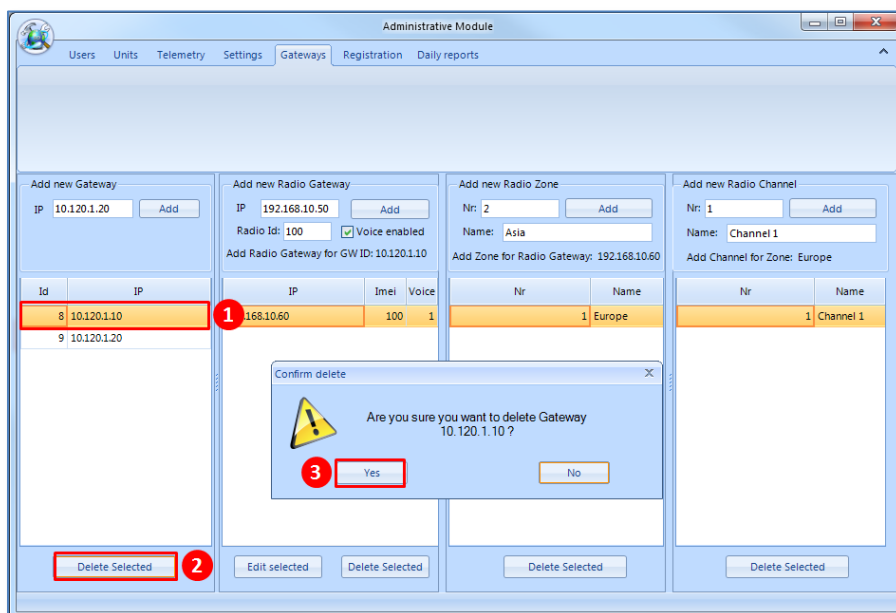 Administrative Module
Users Units Telemetry Settings Gateways Registration Daily reports
Add new Gateway
IP 10.120.1.20 Add
Add new Radio Gateway
IP 192.168.10.50 Add
Radio Id: 100 Voice enabled
Add Radio Gateway for GW ID: 10.120.1.10
Add new Radio Zone
Nr: 2 Add
Name: Asia
Add Zone for Radio Gateway: 192.168.10.60
Add new Radio Channel
Nr: 1 Add
Name: Channel 1
Add Channel for Zone: Europe
Id IP
8 10.120.1.10
9 10.120.1.20
1
IP Imei Voice
.168.10.60 100 1
Nr Name
1 Europe
Nr Name
1 Channel 1
Confirm delete X
Are you sure you want to delete Gateway
10.120.1.10 ?
3 Yes No
Delete Selected 2
Edit selected Delete Selected
Delete Selected
Delete Selected